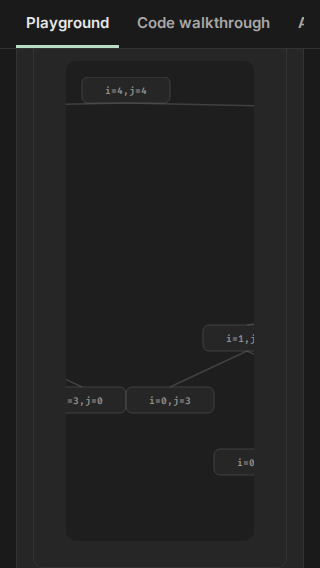 Playground Code walkthrough
i=4,j=4
i=1,j
=3,j=0 i=0,j=3
i=0